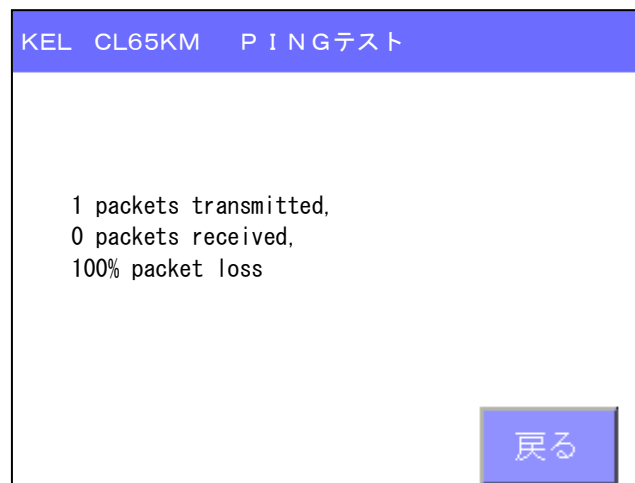 KEL　CL65KM　ＰＩＮＧテスト
1 packets transmitted,
0 packets received,
100% packet loss
戻る